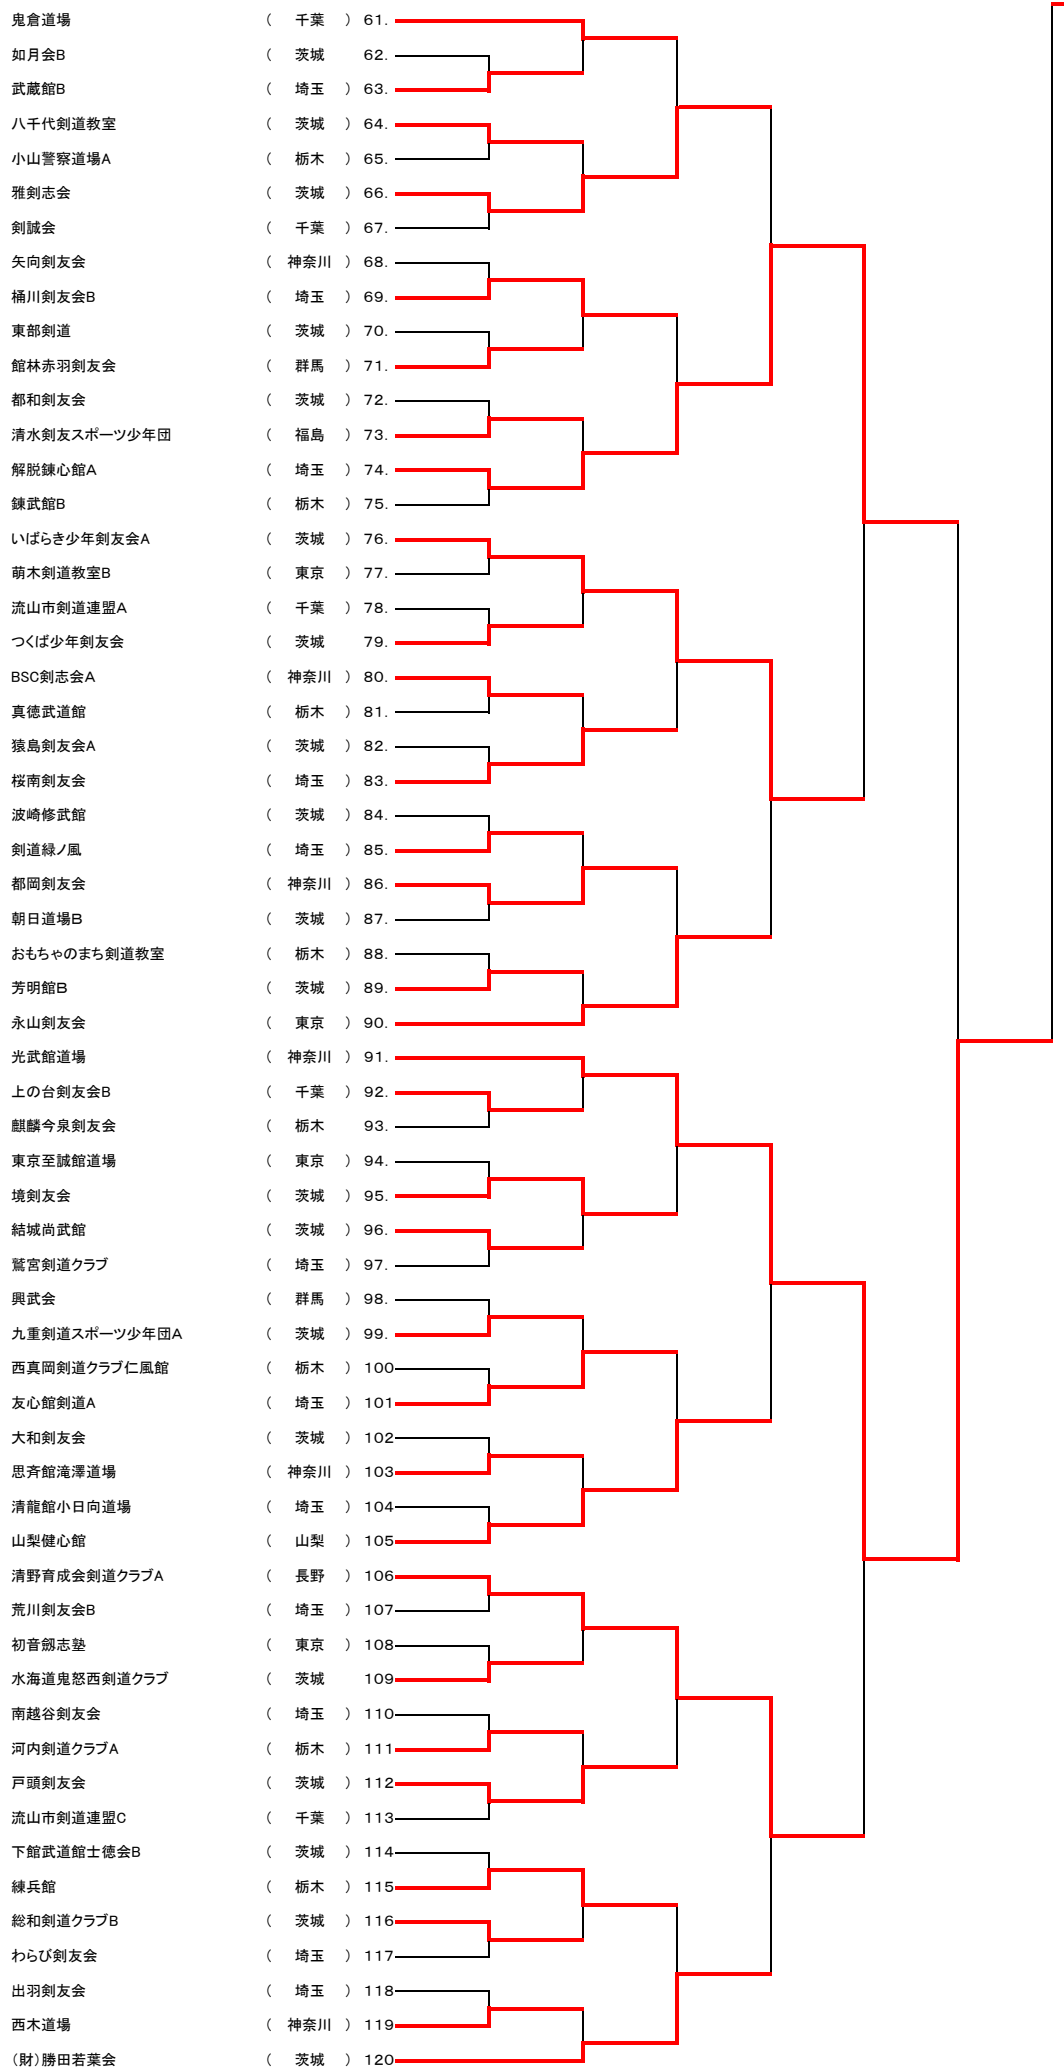 鬼倉道場 ( 千葉 ) 61.
如月会B ( 茨城 62.
武蔵館B ( 埼玉 ) 63.
八千代剣道教室 ( 茨城 ) 64.
小山警察道場A ( 栃木 ) 65.
雅剣志会 ( 茨城 ) 66.
剣誠会 ( 千葉 ) 67.
矢向剣友会 ( 神奈川 ) 68.
桶川剣友会B ( 埼玉 ) 69.
東部剣道 ( 茨城 ) 70.
館林赤羽剣友会 ( 群馬 ) 71.
都和剣友会 ( 茨城 ) 72.
清水剣友スポーツ少年団 ( 福島 ) 73.
解脱錬心館A ( 埼玉 ) 74.
錬武館B ( 栃木 ) 75.
いばらき少年剣友会A ( 茨城 ) 76.
萌木剣道教室B ( 東京 ) 77.
流山市剣道連盟A ( 千葉 ) 78.
つくば少年剣友会 ( 茨城 79.
BSC剣志会A ( 神奈川 ) 80.
真徳武道館 ( 栃木 ) 81.
猿島剣友会A ( 茨城 ) 82.
桜南剣友会 ( 埼玉 ) 83.
波崎修武館 ( 茨城 ) 84.
剣道緑ノ風 ( 埼玉 ) 85.
都岡剣友会 ( 神奈川 ) 86.
朝日道場B ( 茨城 ) 87.
おもちゃのまち剣道教室 ( 栃木 ) 88.
芳明館B ( 茨城 ) 89.
永山剣友会 ( 東京 ) 90.
光武館道場 ( 神奈川 ) 91.
上の台剣友会B ( 千葉 ) 92.
麒麟今泉剣友会 ( 栃木 93.
東京至誠館道場 ( 東京 ) 94.
境剣友会 ( 茨城 ) 95.
結城尚武館 ( 茨城 ) 96.
鷲宮剣道クラブ ( 埼玉 ) 97.
興武会 ( 群馬 ) 98.
九重剣道スポーツ少年団A ( 茨城 ) 99.
西真岡剣道クラブ仁風館 ( 栃木 ) 100
友心館剣道A ( 埼玉 ) 101
大和剣友会 ( 茨城 ) 102
思斉館滝澤道場 ( 神奈川 ) 103
清龍館小日向道場 ( 埼玉 ) 104
山梨健心館 ( 山梨 ) 105
清野育成会剣道クラブA ( 長野 ) 106
荒川剣友会B ( 埼玉 ) 107
初音劔志塾 ( 東京 ) 108
水海道鬼怒西剣道クラブ ( 茨城 109
南越谷剣友会 ( 埼玉 ) 110
河内剣道クラブA ( 栃木 ) 111
戸頭剣友会 ( 茨城 ) 112
流山市剣道連盟C ( 千葉 ) 113
下館武道館士徳会B ( 茨城 ) 114
練兵館 ( 栃木 ) 115
総和剣道クラブB ( 茨城 ) 116
わらび剣友会 ( 埼玉 ) 117
出羽剣友会 ( 埼玉 ) 118
西木道場 ( 神奈川 ) 119
(財)勝田若葉会 ( 茨城 ) 120